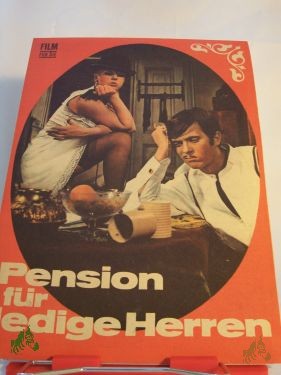 FILM
FÜR SIE
Pension
für
ledige Herren